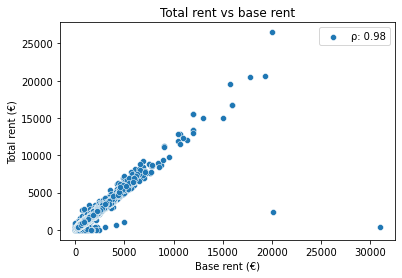 Total rent vs base rent
ρ: 0.98
Total rent (€)
25000
20000
15000
10000
5000
0
0 5000 10000 15000 20000 25000 30000
Base rent (€)